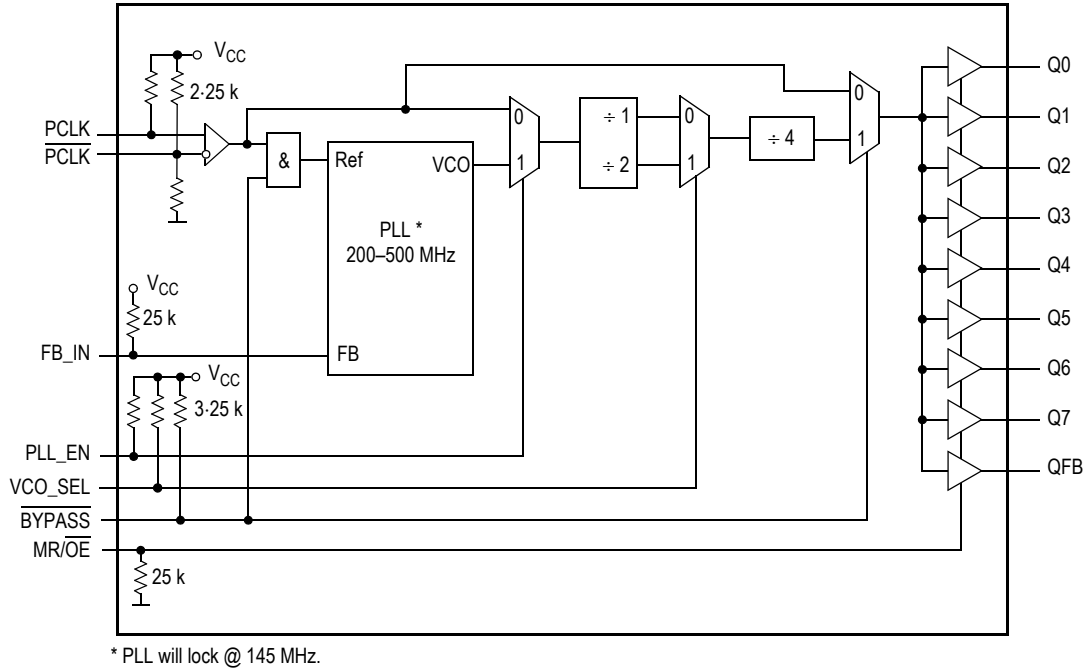 V_CC
2·25 k
PCLK
PCLK
&
Ref
VCO
PLL *
200–500 MHz
FB
0
1
÷ 1
÷ 2
0
1
÷ 4
0
1
V_CC
25 k
FB_IN
V_CC
3·25 k
PLL_EN
VCO_SEL
BYPASS
MR/OE
25 k
Q0
Q1
Q2
Q3
Q4
Q5
Q6
Q7
QFB
* PLL will lock @ 145 MHz.